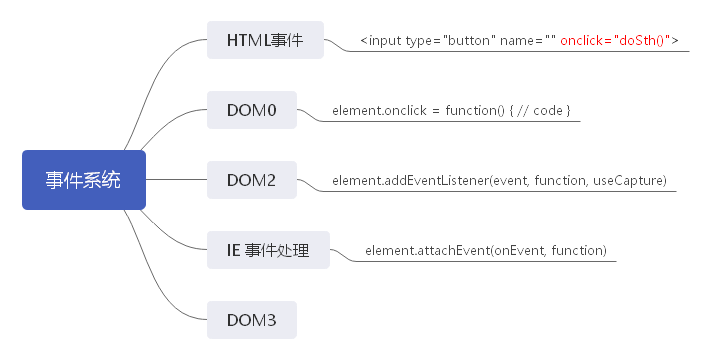 事件系统
HTML事件
<input type="button" name="" onclick="doSth()">
DOM0
element.onclick = function() { // code }
DOM2
element.addEventListener(event, function, useCapture)
IE 事件处理
element.attachEvent(onEvent, function)
DOM3